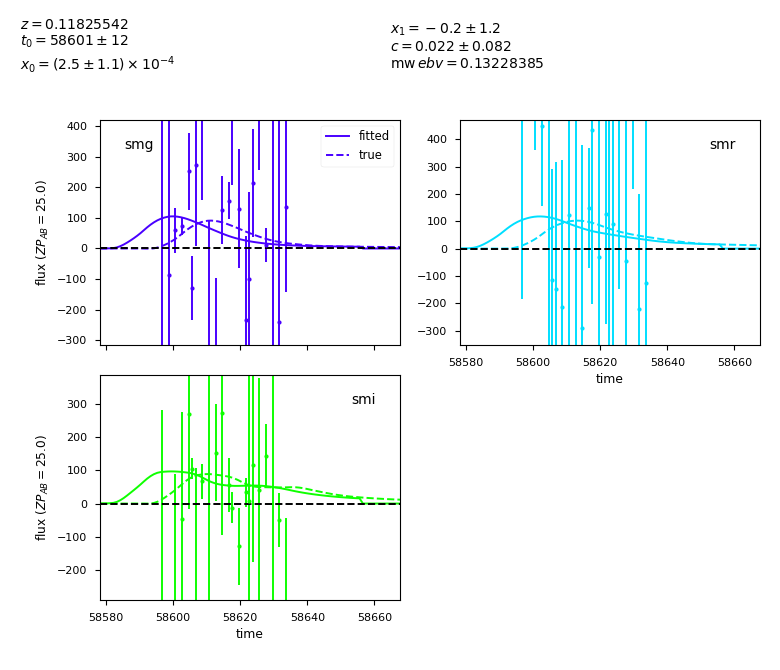 z = 0.11825542
t₀ = 58601 ± 12
x₀ = (2.5 ± 1.1) × 10⁻⁴
x₁ = −0.2 ± 1.2
c = 0.022 ± 0.082
mw ebv = 0.13228385
smg
fitted
true
400
300
200
100
0
−100
−200
−300
flux (ZP_AB = 25.0)
smr
400
300
200
100
0
−100
−200
−300
58580 58600 58620 58640 58660
time
smi
300
200
100
0
−100
−200
flux (ZP_AB = 25.0)
58580 58600 58620 58640 58660
time